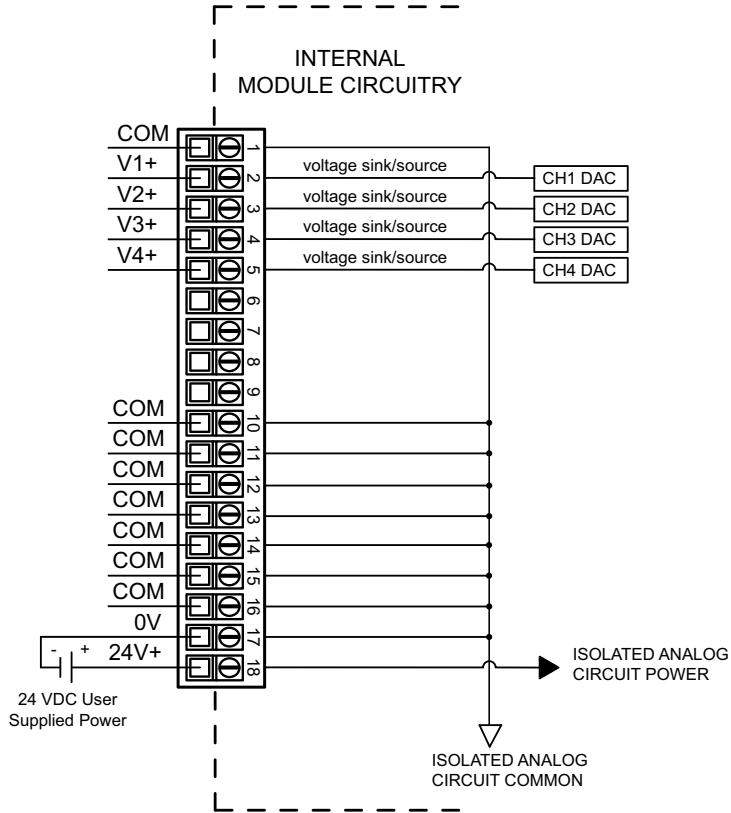 INTERNAL
MODULE CIRCUITRY
COM 1
V1+ 2 voltage sink/source CH1 DAC
V2+ 3 voltage sink/source CH2 DAC
V3+ 4 voltage sink/source CH3 DAC
V4+ 5 voltage sink/source CH4 DAC
6
7
8
9
COM 10
COM 11
COM 12
COM 13
COM 14
COM 15
COM 16
0V 17
- + 24V+ 18
24 VDC User
Supplied Power
ISOLATED ANALOG
CIRCUIT POWER
ISOLATED ANALOG
CIRCUIT COMMON